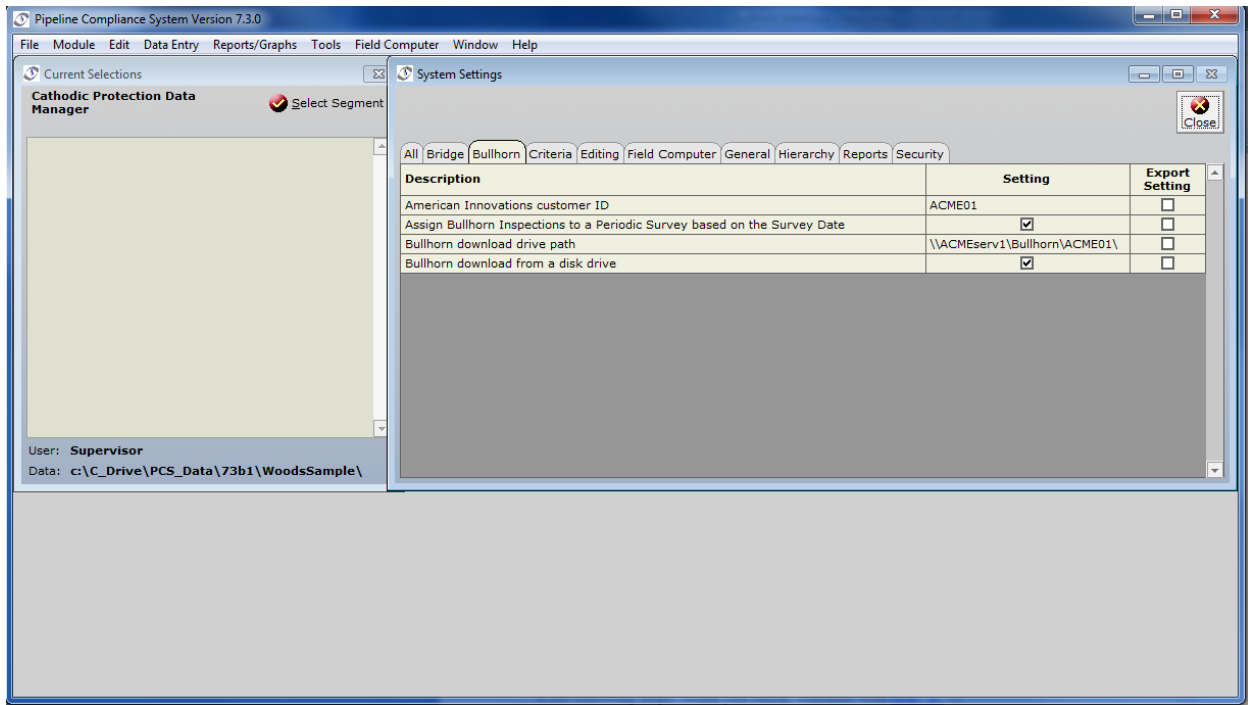 Pipeline Compliance System Version 7.3.0
File Module Edit Data Entry Reports/Graphs Tools Field Computer Window Help
Current Selections
Cathodic Protection Data
Manager
Select Segment
User: Supervisor
Data: c:\C_Drive\PCS_Data\73b1\WoodsSample\
System Settings
Close
All Bridge Bullhorn Criteria Editing Field Computer General Hierarchy Reports Security
Description Setting Export
Setting
American Innovations customer ID ACME01
Assign Bullhorn Inspections to a Periodic Survey based on the Survey Date
Bullhorn download drive path \\ACMEserv1\Bullhorn\ACME01\
Bullhorn download from a disk drive